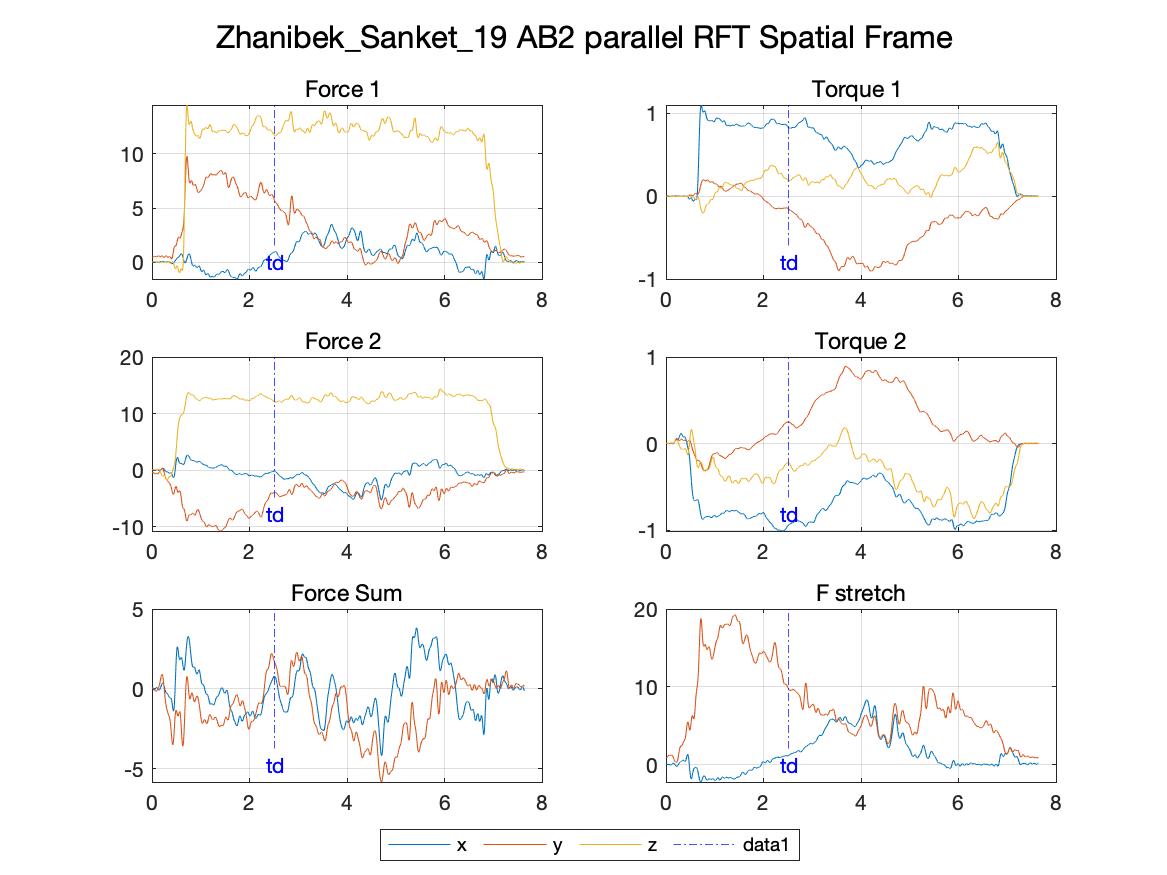 Zhanibek_Sanket_19 AB2 parallel RFT Spatial Frame
Force 1
10
5
0
td
0 2 4 6 8
Torque 1
1
0
-1
td
0 2 4 6 8
Force 2
20
10
0
-10
td
0 2 4 6 8
Torque 2
1
0
-1
td
0 2 4 6 8
Force Sum
5
0
-5
td
0 2 4 6 8
F stretch
20
10
0
td
0 2 4 6 8
x y z data1